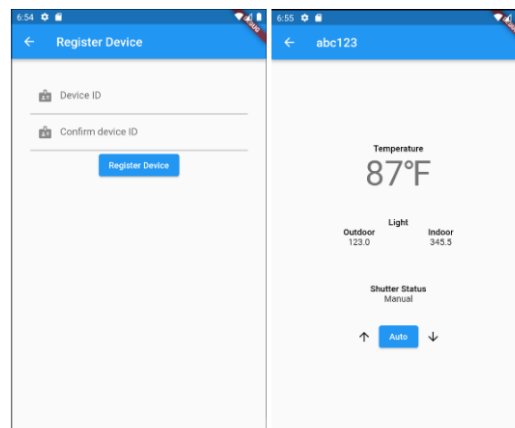 6:54
Register Device
Device ID
Confirm device ID
Register Device
6:55
abc123
Temperature
87°F
Light
Outdoor Indoor
123.0 345.5
Shutter Status
Manual
Auto